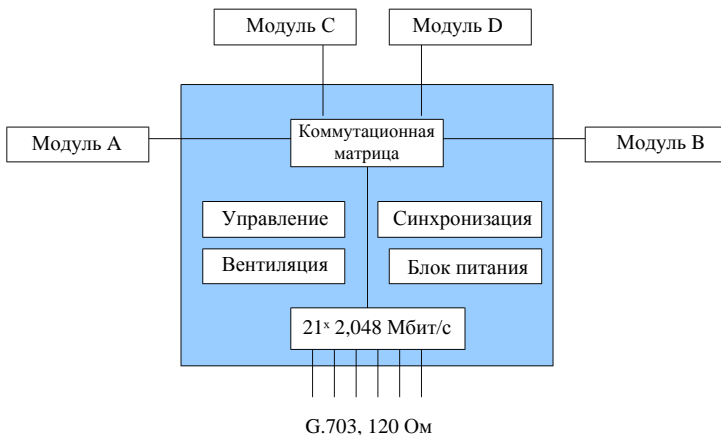 Модуль C
Модуль D
Модуль A
Коммутационная
матрица
Модуль B
Управление
Синхронизация
Вентиляция
Блок питания
21ˣ 2,048 Мбит/с
G.703, 120 Ом